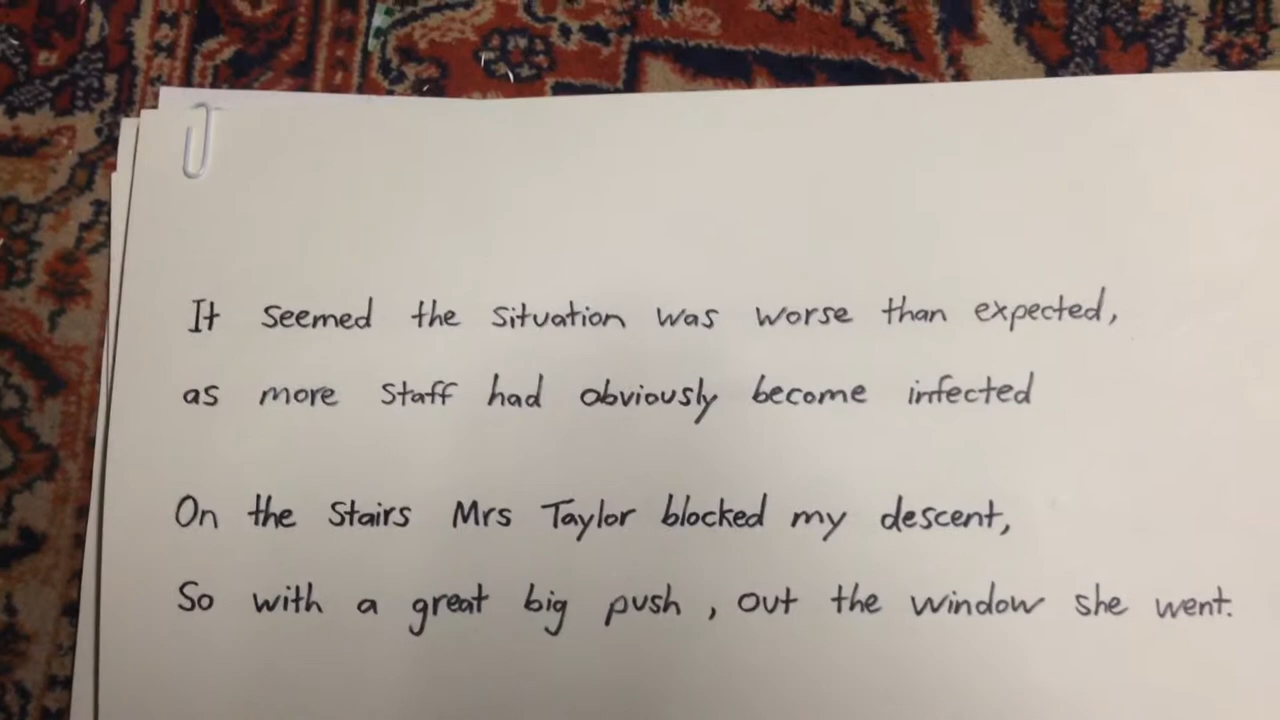 It seemed the situation was worse than expected,
as more staff had obviously become infected
On the stairs Mrs Taylor blocked my descent,
So with a great big push , out the window she went.